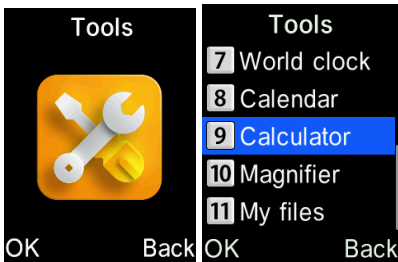 Tools
OK Back
Tools
7 World clock
8 Calendar
9 Calculator
10 Magnifier
11 My files
OK Back